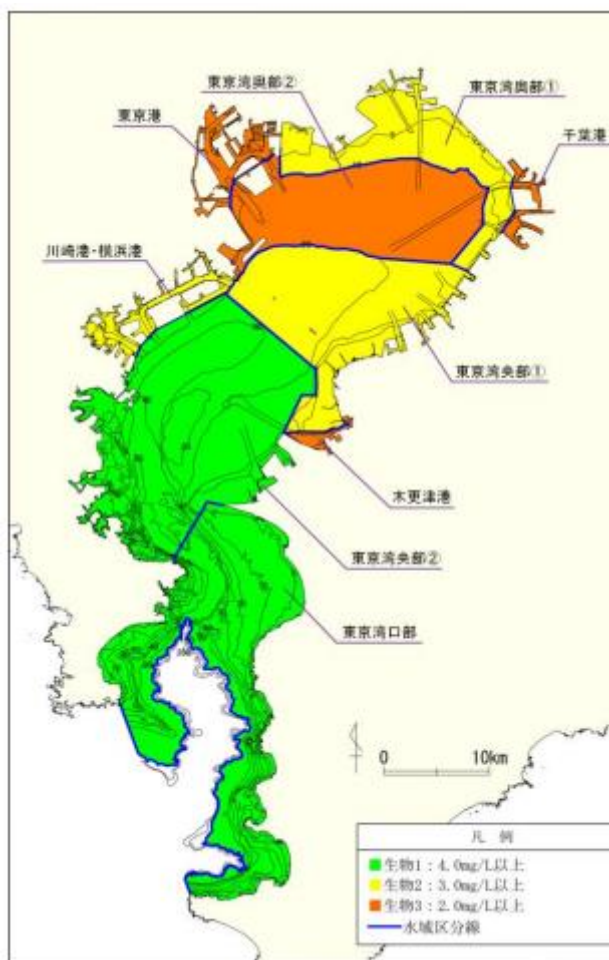 東京湾奥部②
東京湾奥部①
東京港
千葉港
川崎港・横浜港
東京湾央部①
木更津港
東京湾央部②
東京湾口部
0 10km
凡 例
生物1：4.0mg/L以上
生物2：3.0mg/L以上
生物3：2.0mg/L以上
水域区分線